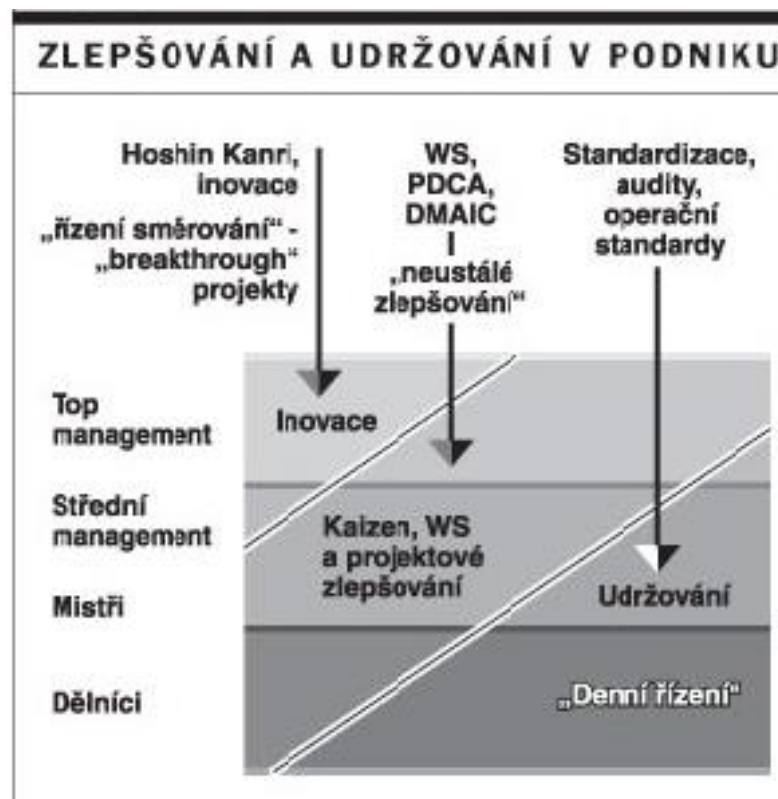 ZLEPŠOVÁNÍ A UDRŽOVÁNÍ V PODNIKU
Hoshin Kanri,
inovace
„řízení směrování“ -
„breakthrough“
projekty
WS,
PDCA,
DMAIC
„neustálé
zlepšování“
Standardizace,
audity,
operační
standardy
Top
management
Inovace
Střední
management
Kaizen, WS
a projektové
zlepšování
Mistři
Udržování
Dělníci
„Denní řízení“